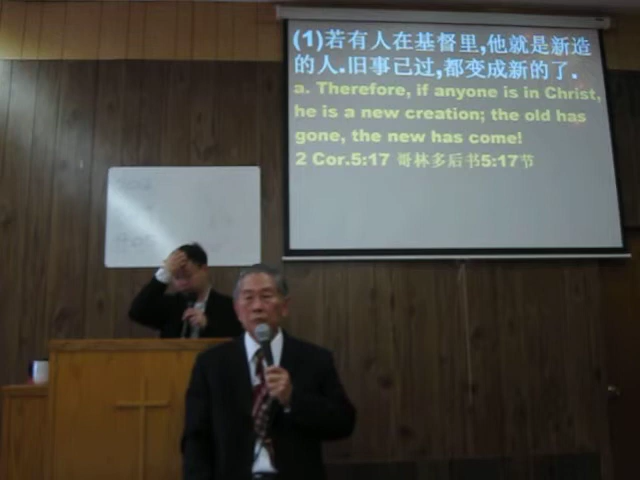 (1)若有人在基督里,他就是新造
的人.旧事已过,都变成新的了.
a. Therefore, if anyone is in Christ,
he is a new creation; the old has
gone, the new has come!
2 Cor.5:17 哥林多后书5:17节